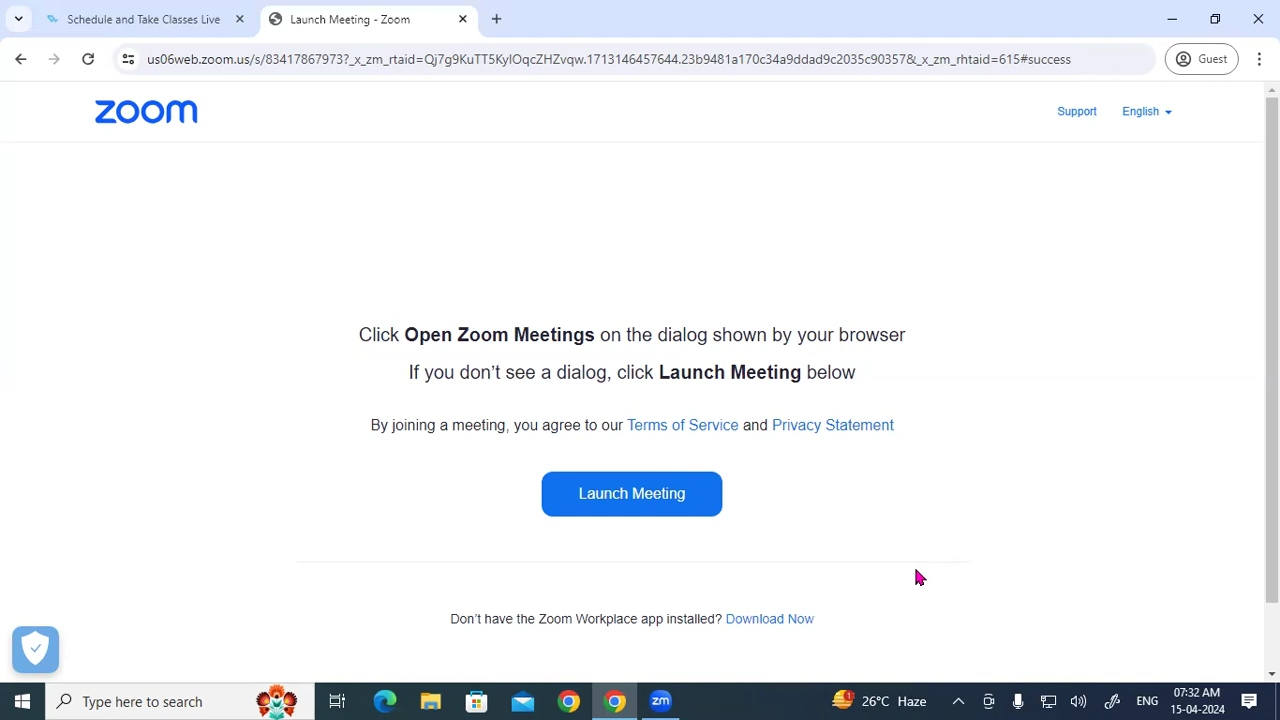 Schedule and Take Classes Live
Launch Meeting - Zoom
us06web.zoom.us/s/83417867973?_x_zm_rtaid=Qj7g9KuTT5KylOqcZHZvqw.1713146457644.23b9481a170c34a9ddad9c2035c90357&_x_zm_rhtaid=615#success
Guest
zoom
Support
English
Click Open Zoom Meetings on the dialog shown by your browser
If you don’t see a dialog, click Launch Meeting below
By joining a meeting, you agree to our Terms of Service and Privacy Statement
Launch Meeting
Don’t have the Zoom Workplace app installed? Download Now
Type here to search
zm
1
26°C Haze
ENG
07:32 AM
15-04-2024